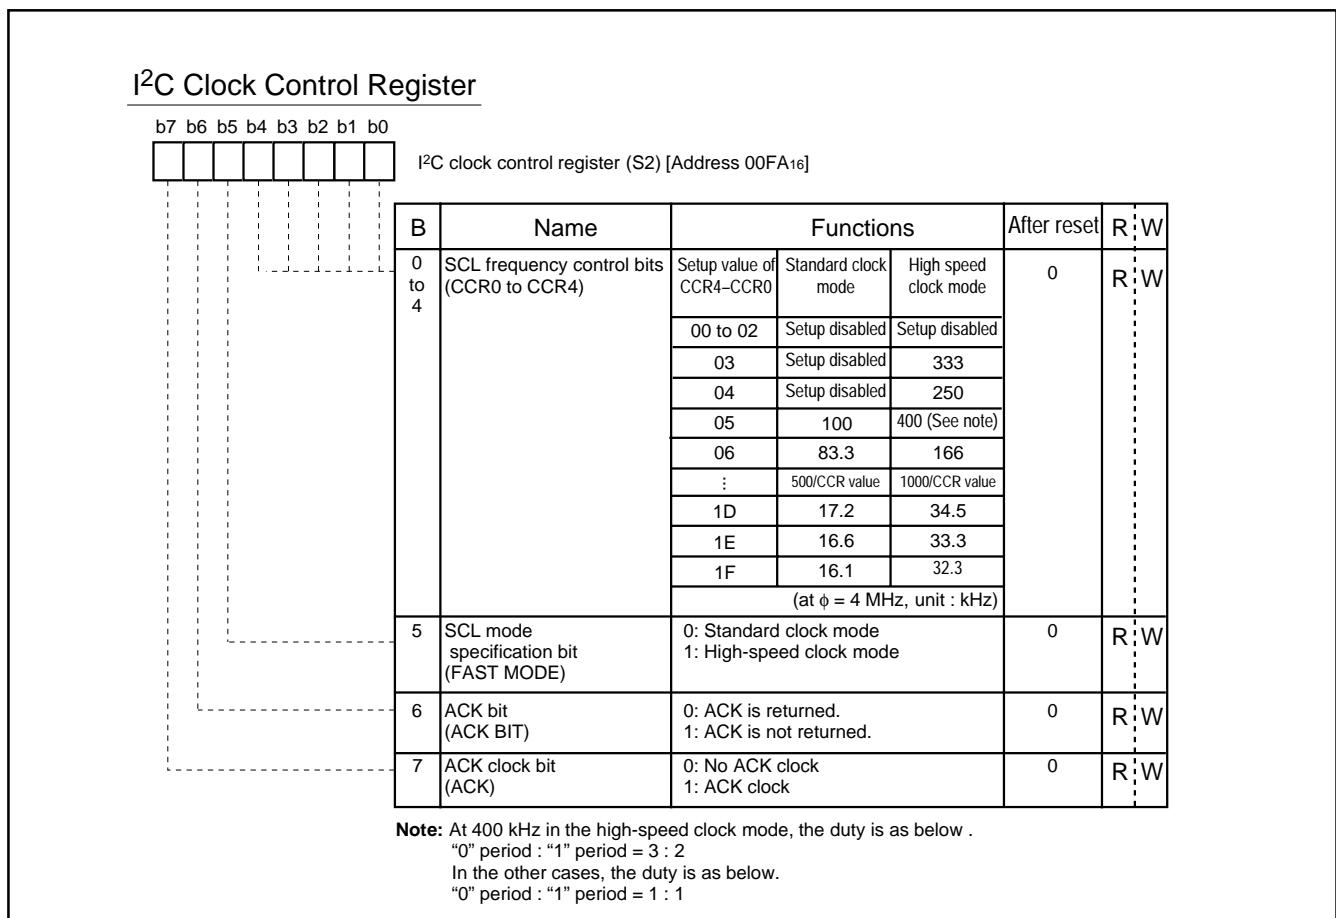 I2C Clock Control Register
b7 b6 b5 b4 b3 b2 b1 b0
I2C clock control register (S2) [Address 00FA16]
B Name Functions After reset R W
0 to 4 SCL frequency control bits (CCR0 to CCR4) Setup value of CCR4–CCR0 Standard clock mode High speed clock mode 0 R W
00 to 02 Setup disabled Setup disabled
03 Setup disabled 333
04 Setup disabled 250
05 100 400 (See note)
06 83.3 166
⋮ 500/CCR value 1000/CCR value
1D 17.2 34.5
1E 16.6 33.3
1F 16.1 32.3
(at ϕ = 4 MHz, unit : kHz)
5 SCL mode 0: Standard clock mode 0 R W
specification bit 1: High-speed clock mode
(FAST MODE)
6 ACK bit 0: ACK is returned. 0 R W
(ACK BIT) 1: ACK is not returned.
7 ACK clock bit 0: No ACK clock 0 R W
(ACK) 1: ACK clock
Note: At 400 kHz in the high-speed clock mode, the duty is as below .
“0” period : “1” period = 3 : 2
In the other cases, the duty is as below.
“0” period : “1” period = 1 : 1